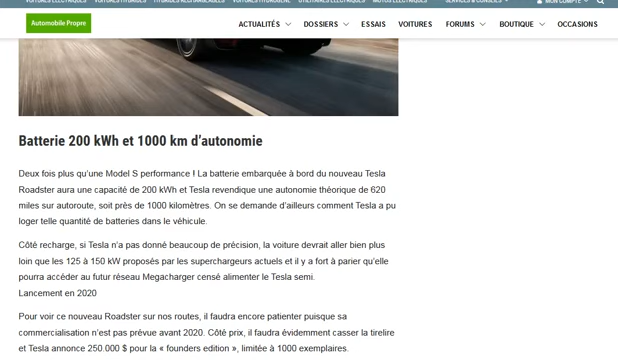 VOITURES ÉLECTRIQUES VOITURES HYBRIDES HYBRIDES RECHARGEABLES VOITURES HYDROGÈNE UTILITAIRES ÉLECTRIQUES MOTOS ÉLECTRIQUES SERVICES & CONSEILS MON COMPTE
Automobile Propre
ACTUALITÉS DOSSIERS ESSAIS VOITURES FORUMS BOUTIQUE OCCASIONS
Batterie 200 kWh et 1000 km d’autonomie
Deux fois plus qu’une Model S performance ! La batterie embarquée à bord du nouveau Tesla
Roadster aura une capacité de 200 kWh et Tesla revendique une autonomie théorique de 620
miles sur autoroute, soit près de 1000 kilomètres. On se demande d’ailleurs comment Tesla a pu
loger telle quantité de batteries dans le véhicule.
Côté recharge, si Tesla n’a pas donné beaucoup de précision, la voiture devrait aller bien plus
loin que les 125 à 150 kW proposés par les superchargeurs actuels et il y a fort à parier qu’elle
pourra accéder au futur réseau Megacharger censé alimenter le Tesla semi.
Lancement en 2020
Pour voir ce nouveau Roadster sur nos routes, il faudra encore patienter puisque sa
commercialisation n’est pas prévue avant 2020. Côté prix, il faudra évidemment casser la tirelire
et Tesla annonce 250.000 $ pour la « founders edition », limitée à 1000 exemplaires.